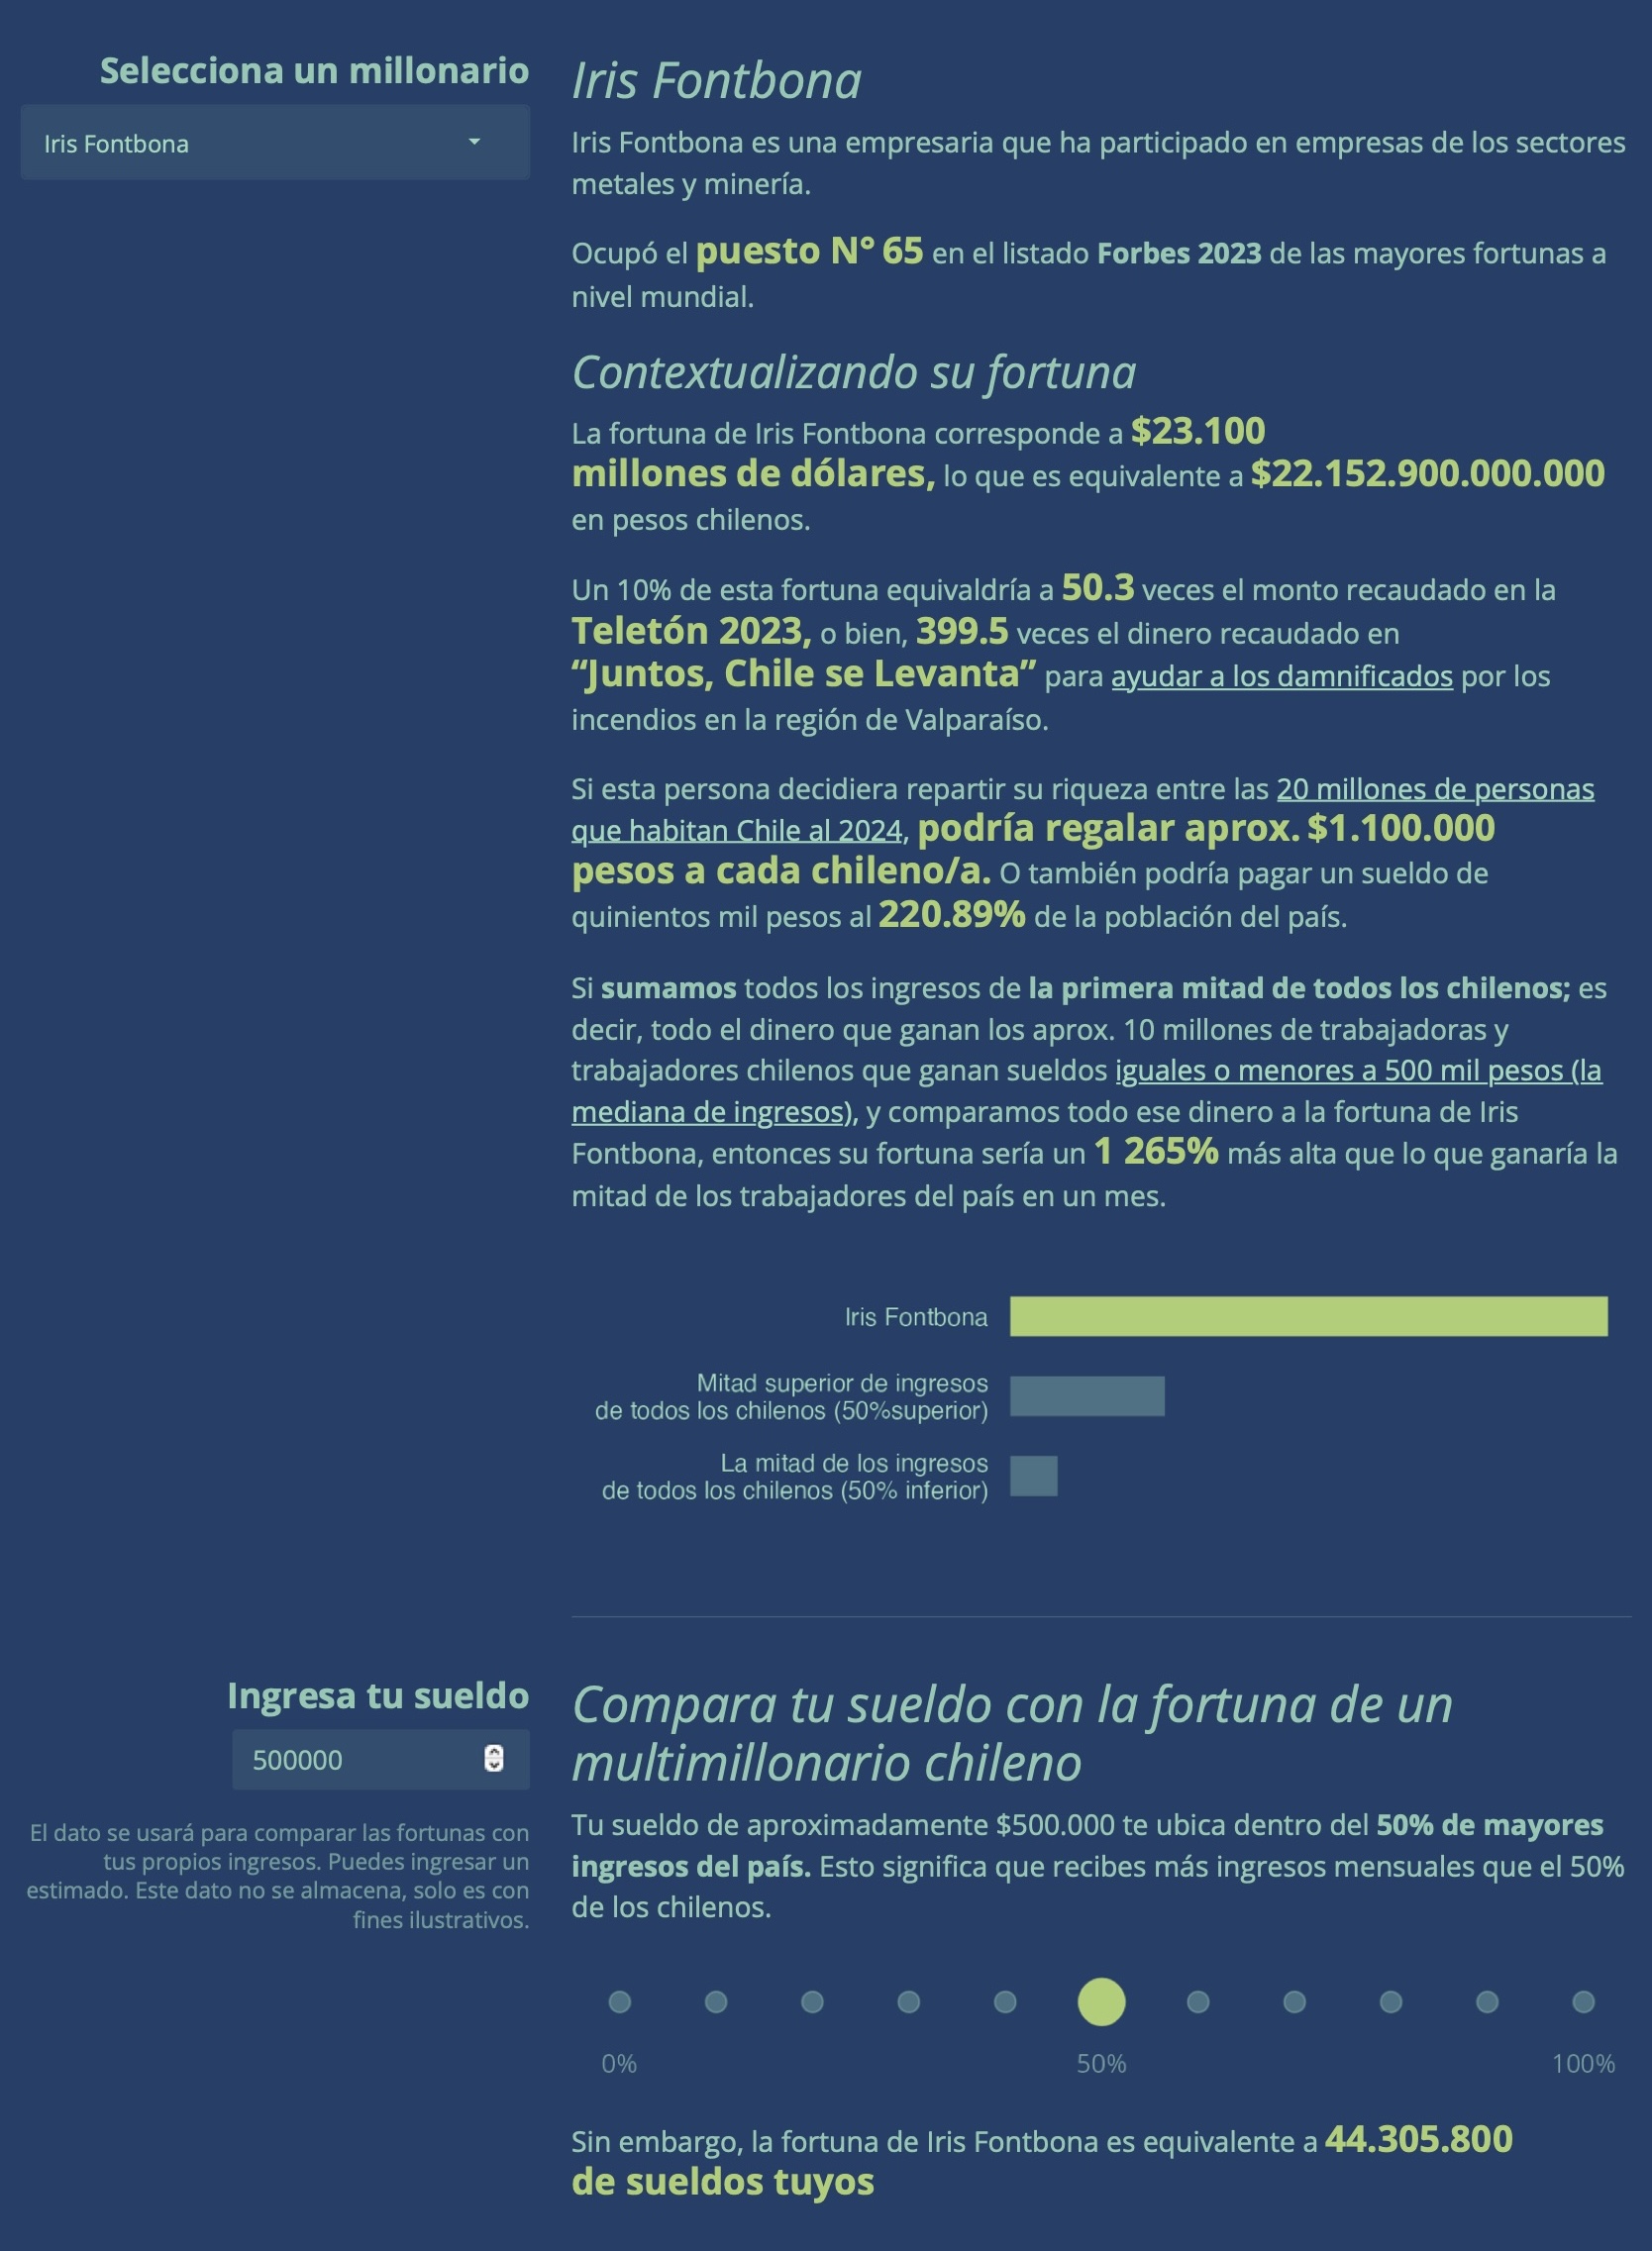 Selecciona un millonario
Iris Fontbona
Iris Fontbona
Iris Fontbona es una empresaria que ha participado en empresas de los sectores
metales y minería.
Ocupó el puesto N° 65 en el listado Forbes 2023 de las mayores fortunas a
nivel mundial.
Contextualizando su fortuna
La fortuna de Iris Fontbona corresponde a $23.100
millones de dólares, lo que es equivalente a $22.152.900.000.000
en pesos chilenos.
Un 10% de esta fortuna equivaldría a 50.3 veces el monto recaudado en la
Teletón 2023, o bien, 399.5 veces el dinero recaudado en
“Juntos, Chile se Levanta” para ayudar a los damnificados por los
incendios en la región de Valparaíso.
Si esta persona decidiera repartir su riqueza entre las 20 millones de personas
que habitan Chile al 2024, podría regalar aprox. $1.100.000
pesos a cada chileno/a. O también podría pagar un sueldo de
quinientos mil pesos al 220.89% de la población del país.
Si sumamos todos los ingresos de la primera mitad de todos los chilenos; es
decir, todo el dinero que ganan los aprox. 10 millones de trabajadoras y
trabajadores chilenos que ganan sueldos iguales o menores a 500 mil pesos (la
mediana de ingresos), y comparamos todo ese dinero a la fortuna de Iris
Fontbona, entonces su fortuna sería un 1 265% más alta que lo que ganaría la
mitad de los trabajadores del país en un mes.
Iris Fontbona
Mitad superior de ingresos
de todos los chilenos (50%superior)
La mitad de los ingresos
de todos los chilenos (50% inferior)
Ingresa tu sueldo
500000
El dato se usará para comparar las fortunas con
tus propios ingresos. Puedes ingresar un
estimado. Este dato no se almacena, solo es con
fines ilustrativos.
Compara tu sueldo con la fortuna de un
multimillonario chileno
Tu sueldo de aproximadamente $500.000 te ubica dentro del 50% de mayores
ingresos del país. Esto significa que recibes más ingresos mensuales que el 50%
de los chilenos.
0% 50% 100%
Sin embargo, la fortuna de Iris Fontbona es equivalente a 44.305.800
de sueldos tuyos